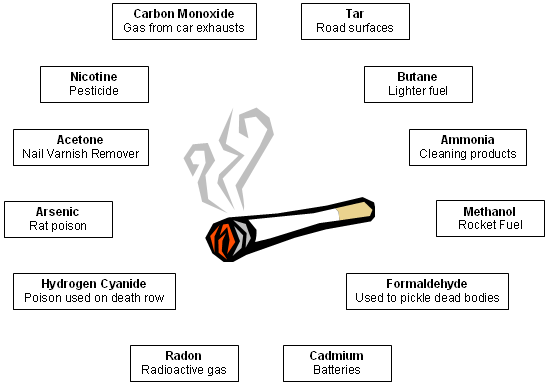 Carbon Monoxide
Gas from car exhausts
Tar
Road surfaces
Nicotine
Pesticide
Butane
Lighter fuel
Acetone
Nail Varnish Remover
Ammonia
Cleaning products
Arsenic
Rat poison
Methanol
Rocket Fuel
Hydrogen Cyanide
Poison used on death row
Formaldehyde
Used to pickle dead bodies
Radon
Radioactive gas
Cadmium
Batteries